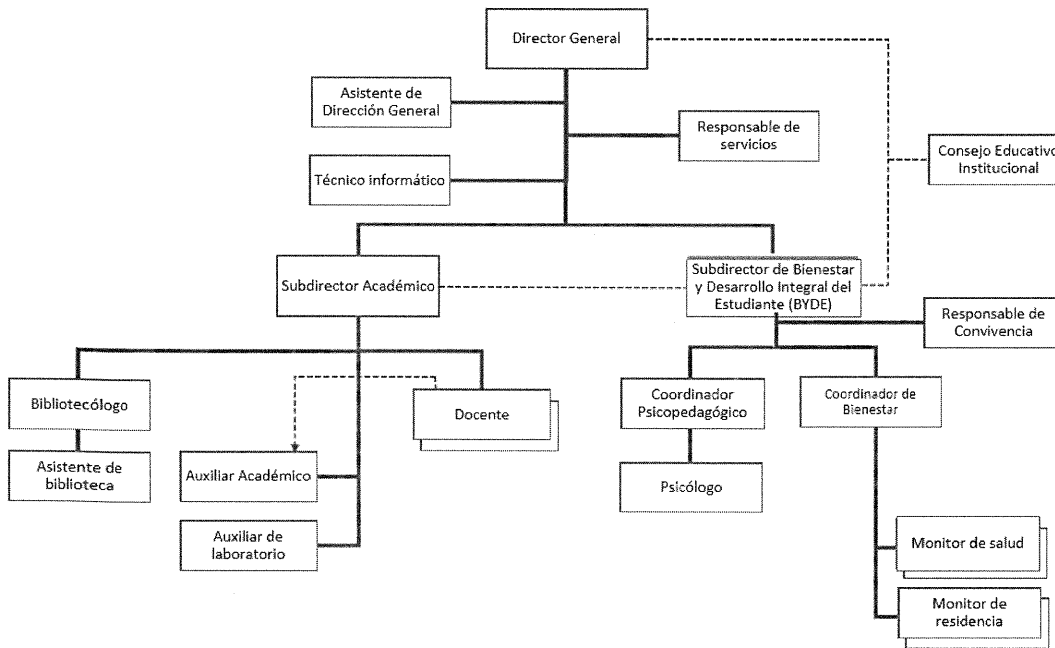 Director General
Asistente de
Dirección General
Responsable de
servicios
Consejo Educativo
Institucional
Técnico informático
Subdirector Académico
Subdirector de Bienestar
y Desarrollo Integral del
Estudiante (BYDE)
Responsable de
Convivencia
Bibliotecólogo
Docente
Coordinador
Psicopedagógico
Coordinador de
Bienestar
Asistente de
biblioteca
Auxiliar Académico
Psicólogo
Auxiliar de
laboratorio
Monitor de salud
Monitor de
residencia